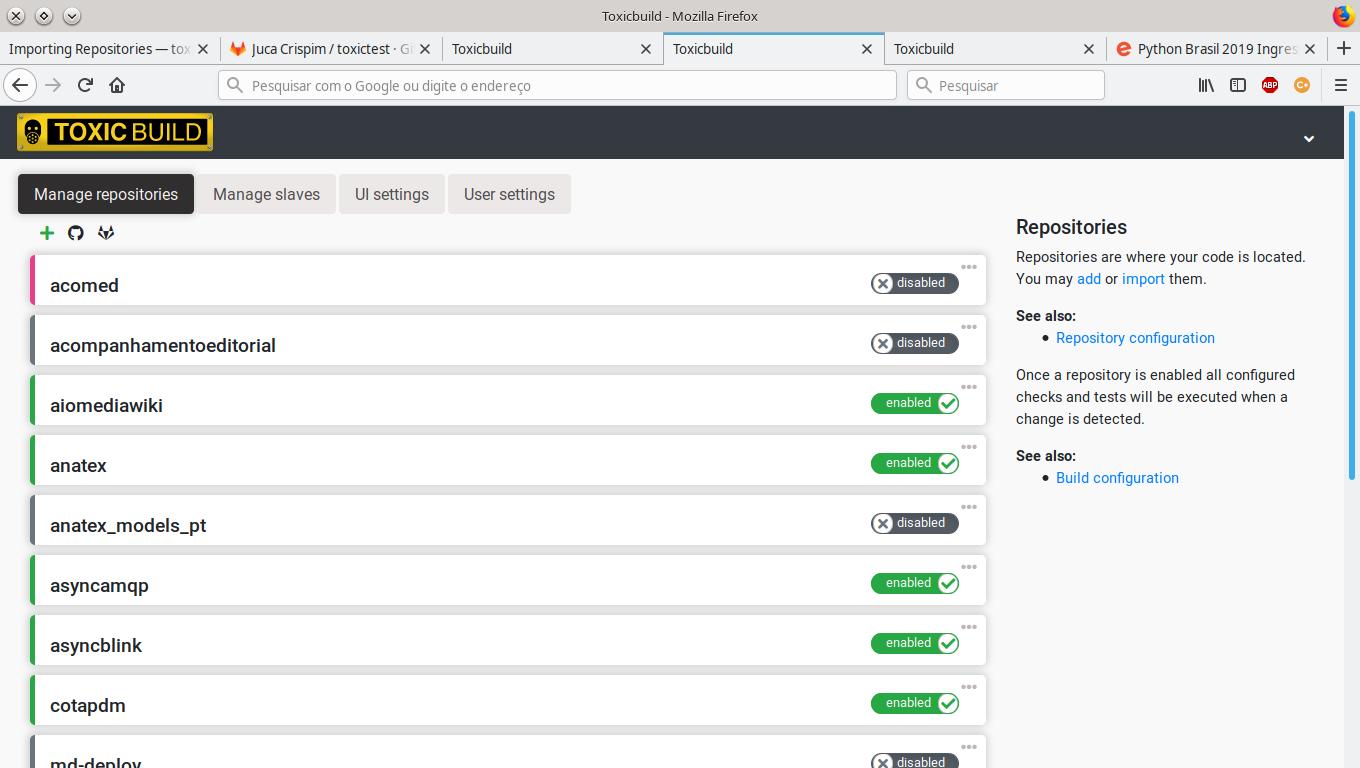 Toxicbuild - Mozilla Firefox
Importing Repositories — tox
Juca Crispim / toxictest · Gi
Toxicbuild
Toxicbuild
Toxicbuild
Python Brasil 2019 Ingres
Pesquisar com o Google ou digite o endereço
Pesquisar
ABP
C+
TOXIC BUILD
Manage repositories
Manage slaves
UI settings
User settings
acomed
disabled
acompanhamentoeditorial
disabled
aiomediawiki
enabled
anatex
enabled
anatex_models_pt
disabled
asyncamqp
enabled
asyncblink
enabled
cotapdm
enabled
md-deploy
disabled
Repositories
Repositories are where your code is located.
You may add or import them.
See also:
Repository configuration
Once a repository is enabled all configured
checks and tests will be executed when a
change is detected.
See also:
Build configuration